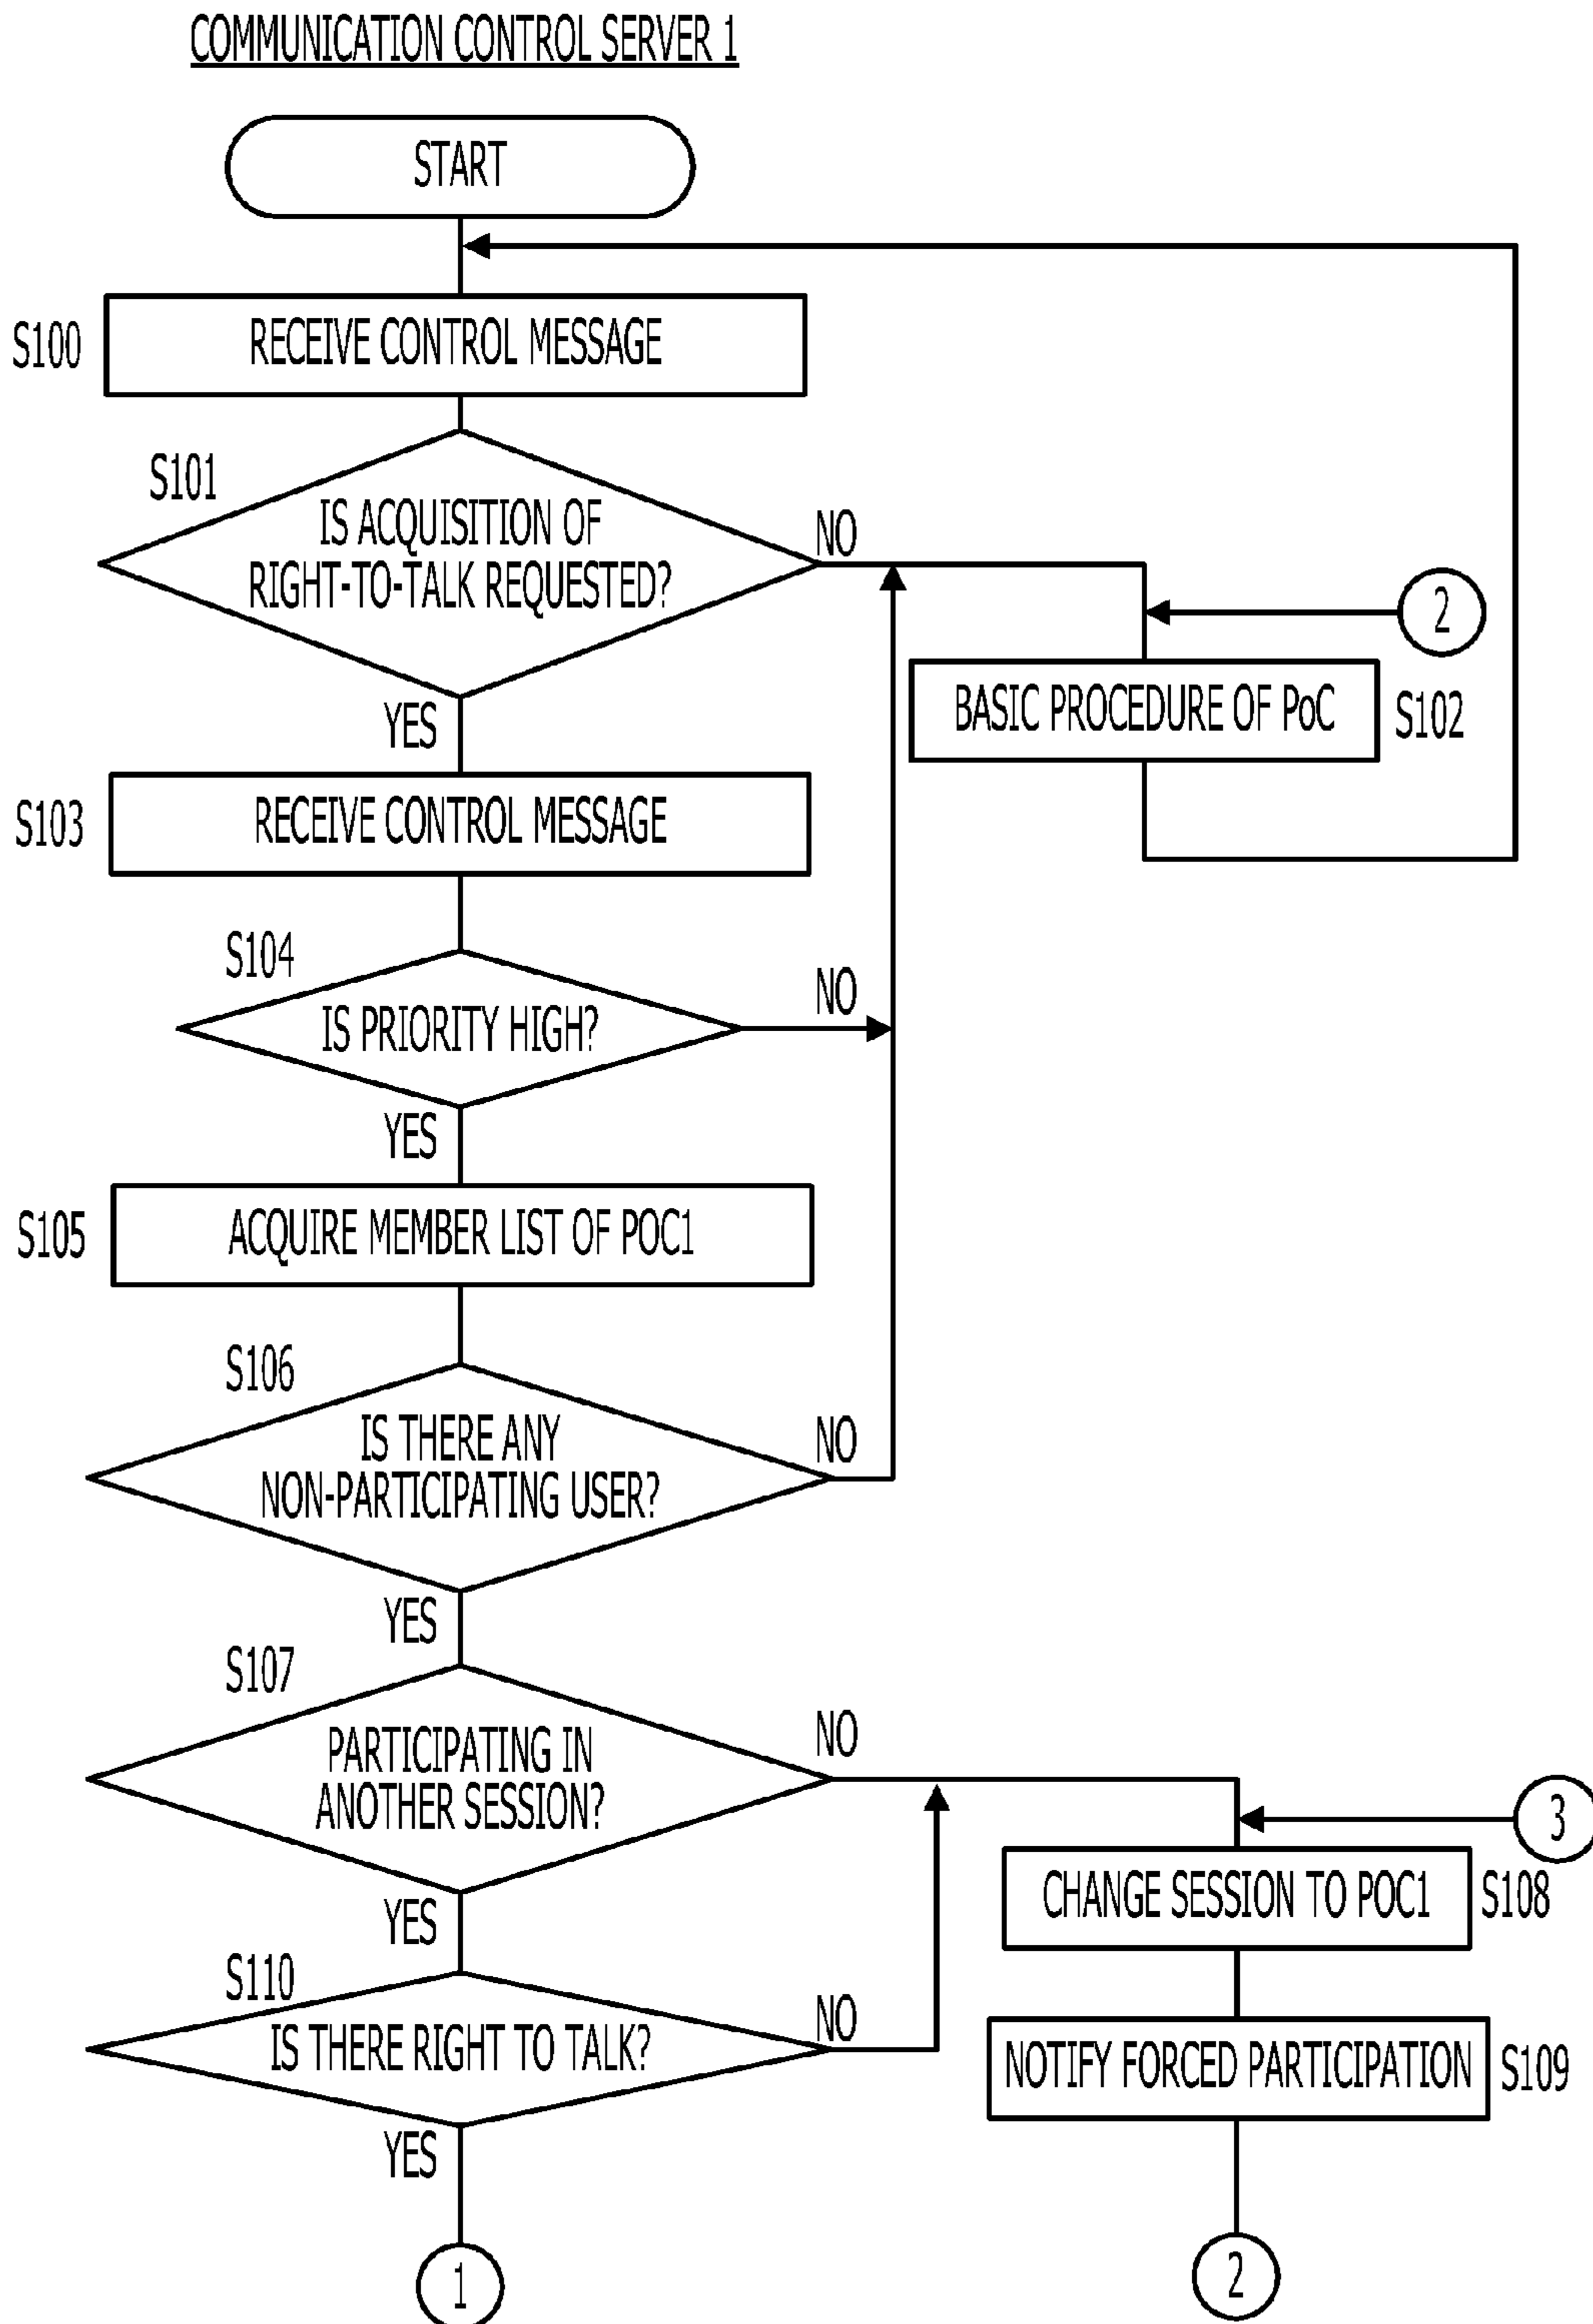 COMMUNICATION CONTROL SERVER 1
START
S100
RECEIVE CONTROL MESSAGE
S101
IS ACQUISITION OF
RIGHT-TO-TALK REQUESTED?
NO
YES
2
BASIC PROCEDURE OF PoC
S102
S103
RECEIVE CONTROL MESSAGE
S104
IS PRIORITY HIGH?
NO
YES
S105
ACQUIRE MEMBER LIST OF POC1
S106
IS THERE ANY
NON-PARTICIPATING USER?
NO
YES
S107
PARTICIPATING IN
ANOTHER SESSION?
NO
YES
3
CHANGE SESSION TO POC1
S108
S110
IS THERE RIGHT TO TALK?
NO
YES
NOTIFY FORCED PARTICIPATION
S109
1
2